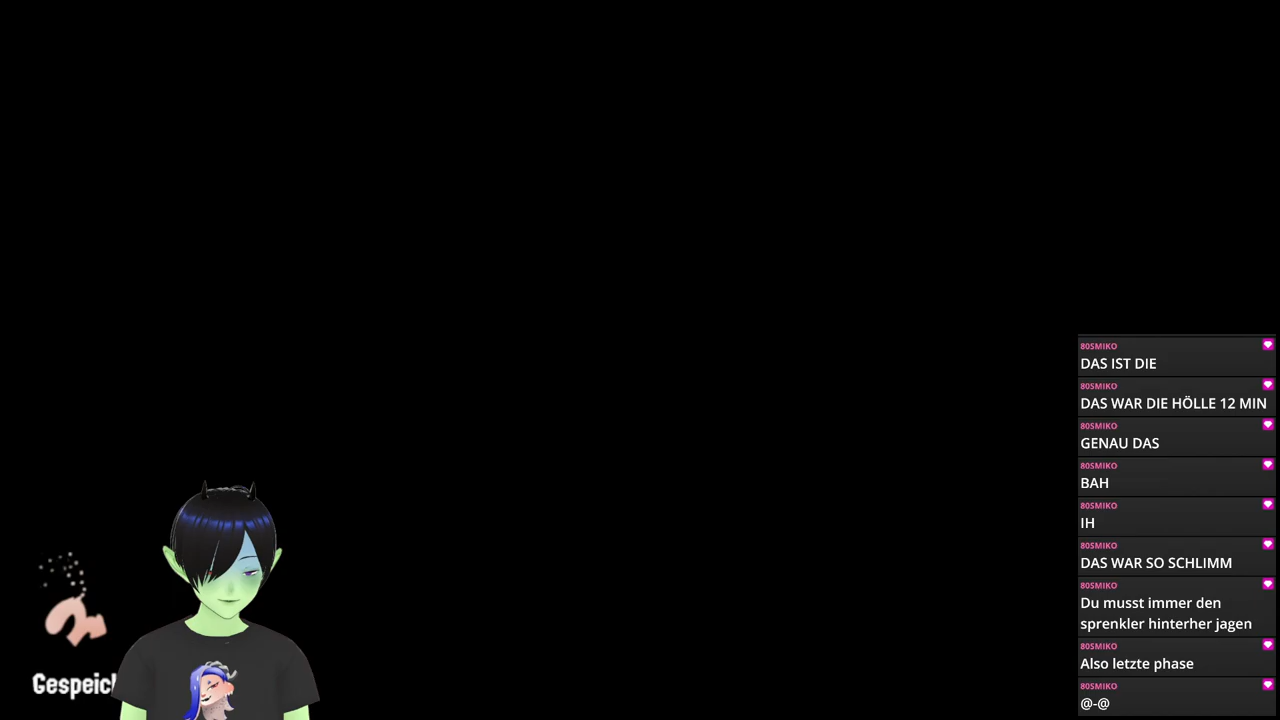 80SMIKO
DAS IST DIE
80SMIKO
DAS WAR DIE HÖLLE 12 MIN
80SMIKO
GENAU DAS
80SMIKO
BAH
80SMIKO
IH
80SMIKO
DAS WAR SO SCHLIMM
80SMIKO
Du musst immer den
sprenkler hinterher jagen
80SMIKO
Also letzte phase
80SMIKO
@-@
Gespeich